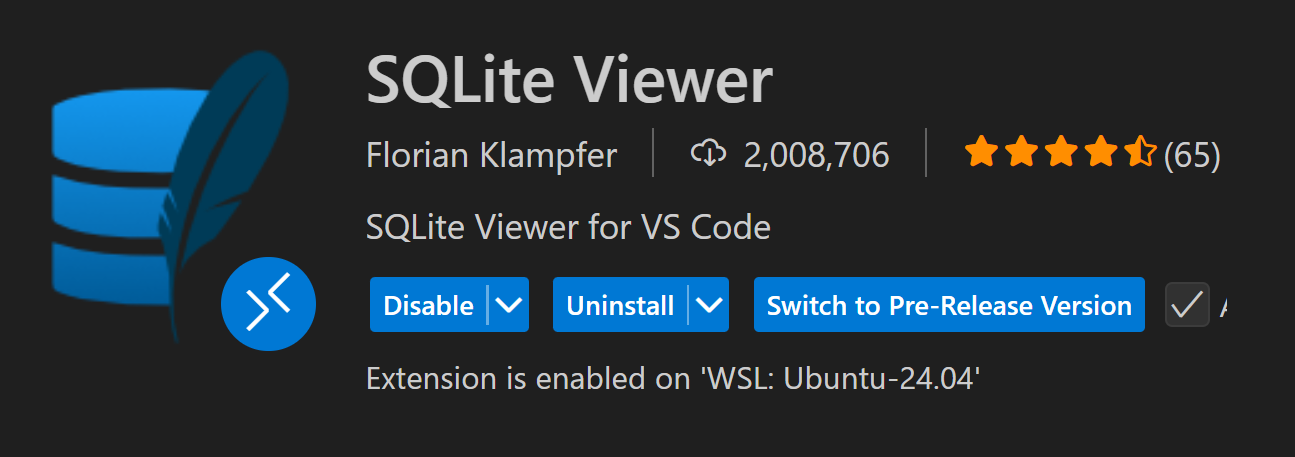 SQLite Viewer
Florian Klampfer 2,008,706 (65)
SQLite Viewer for VS Code
Disable Uninstall Switch to Pre-Release Version
Extension is enabled on 'WSL: Ubuntu-24.04'